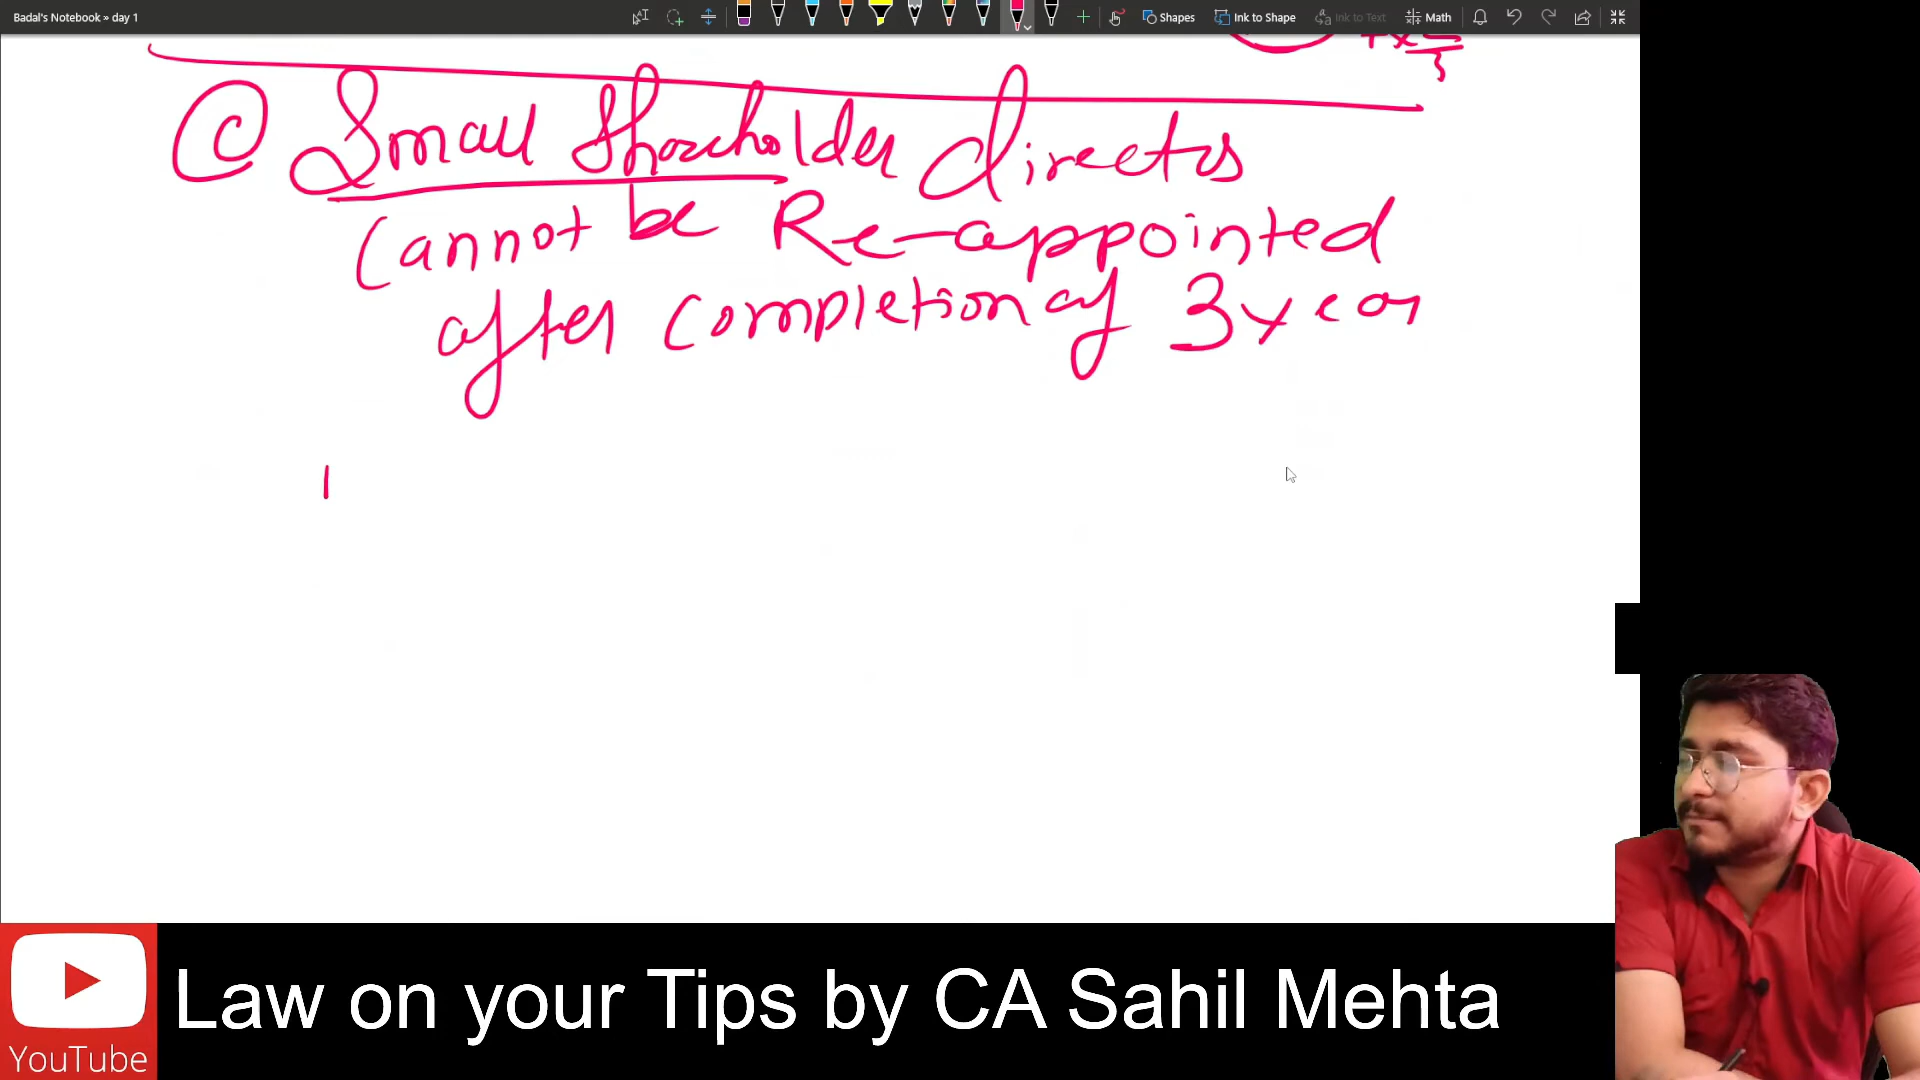 Badal's Notebook » day 1
Shapes Ink to Shape Ink to Text Math
© Small Shareholder directors
Cannot be Re-appointed
after completion of 3 year
Law on your Tips by CA Sahil Mehta
YouTube